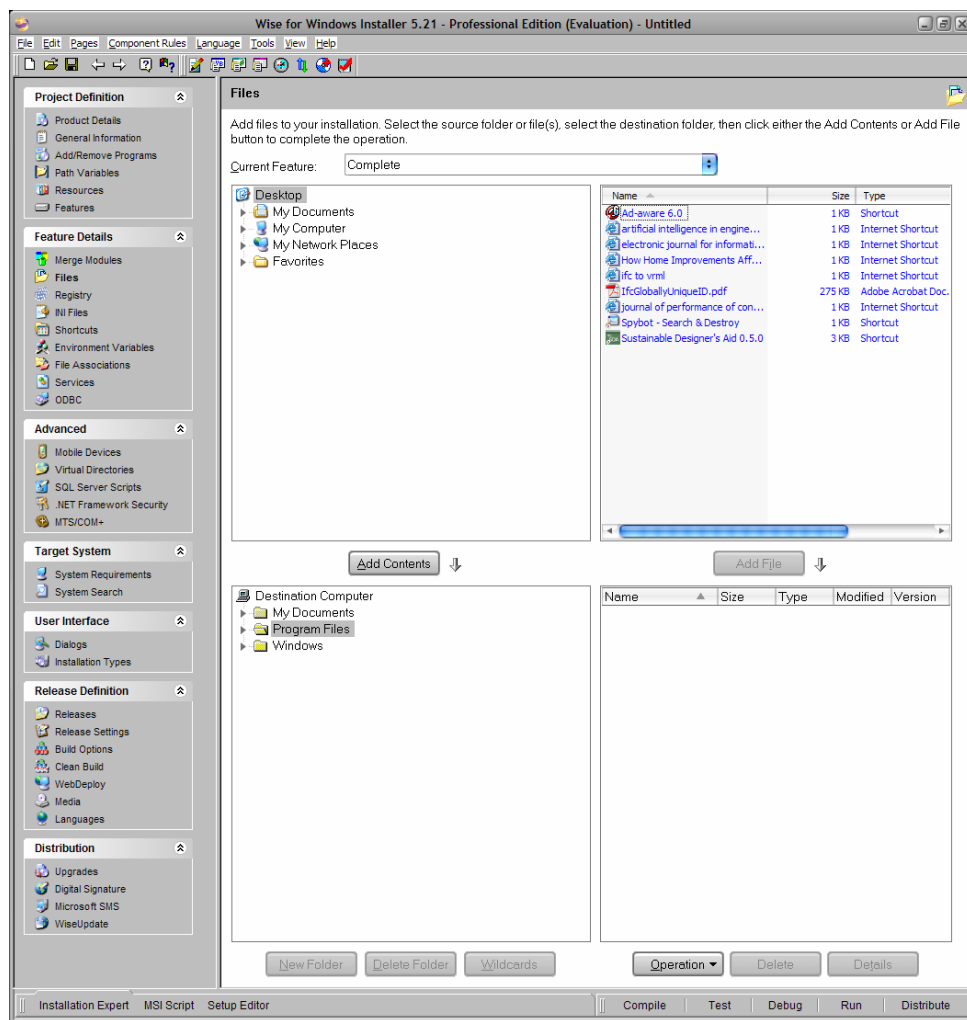 Wise for Windows Installer 5.21 - Professional Edition (Evaluation) - Untitled
File Edit Pages Component Rules Language Tools View Help
Project Definition
Product Details
General Information
Add/Remove Programs
Path Variables
Resources
Features
Feature Details
Merge Modules
Files
Registry
INI Files
Shortcuts
Environment Variables
File Associations
Services
ODBC
Advanced
Mobile Devices
Virtual Directories
SQL Server Scripts
.NET Framework Security
MTS/COM+
Target System
System Requirements
System Search
User Interface
Dialogs
Installation Types
Release Definition
Releases
Release Settings
Build Options
Clean Build
WebDeploy
Media
Languages
Distribution
Upgrades
Digital Signature
Microsoft SMS
WiseUpdate
Files
Add files to your installation. Select the source folder or file(s), select the destination folder, then click either the Add Contents or Add File
button to complete the operation.
Current Feature: Complete
Desktop
My Documents
My Computer
My Network Places
Favorites
Name Size Type
Ad-aware 6.0 1 KB Shortcut
artificial intelligence in engine... 1 KB Internet Shortcut
electronic journal for informati... 1 KB Internet Shortcut
How Home Improvements Aff... 1 KB Internet Shortcut
ifc to vrml 1 KB Internet Shortcut
IfcGloballyUniqueID.pdf 275 KB Adobe Acrobat Doc.
journal of performance of con... 1 KB Internet Shortcut
Spybot - Search & Destroy 1 KB Shortcut
Sustainable Designer's Aid 0.5.0 3 KB Shortcut
Add Contents Add File
Destination Computer
My Documents
Program Files
Windows
Name Size Type Modified Version
New Folder Delete Folder Wildcards Operation Delete Details
Installation Expert MSI Script Setup Editor Compile Test Debug Run Distribute